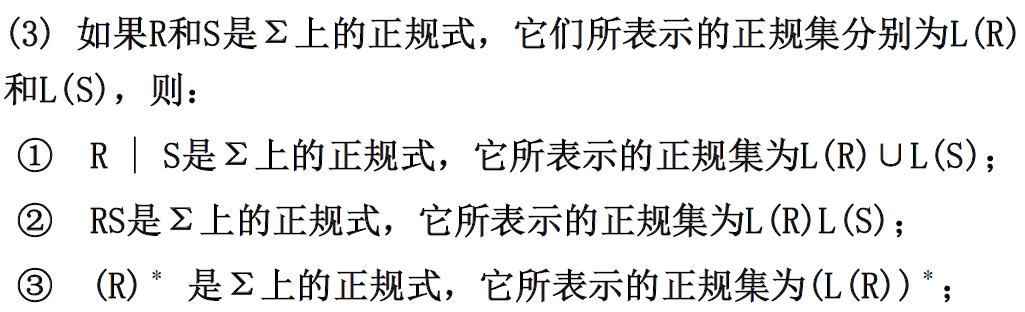 (3) 如果R和S是Σ上的正规式，它们所表示的正规集分别为L(R)
和L(S)，则：
① R | S是Σ上的正规式，它所表示的正规集为L(R)∪L(S)；
② RS是Σ上的正规式，它所表示的正规集为L(R)L(S)；
③ (R)* 是Σ上的正规式，它所表示的正规集为(L(R))*；